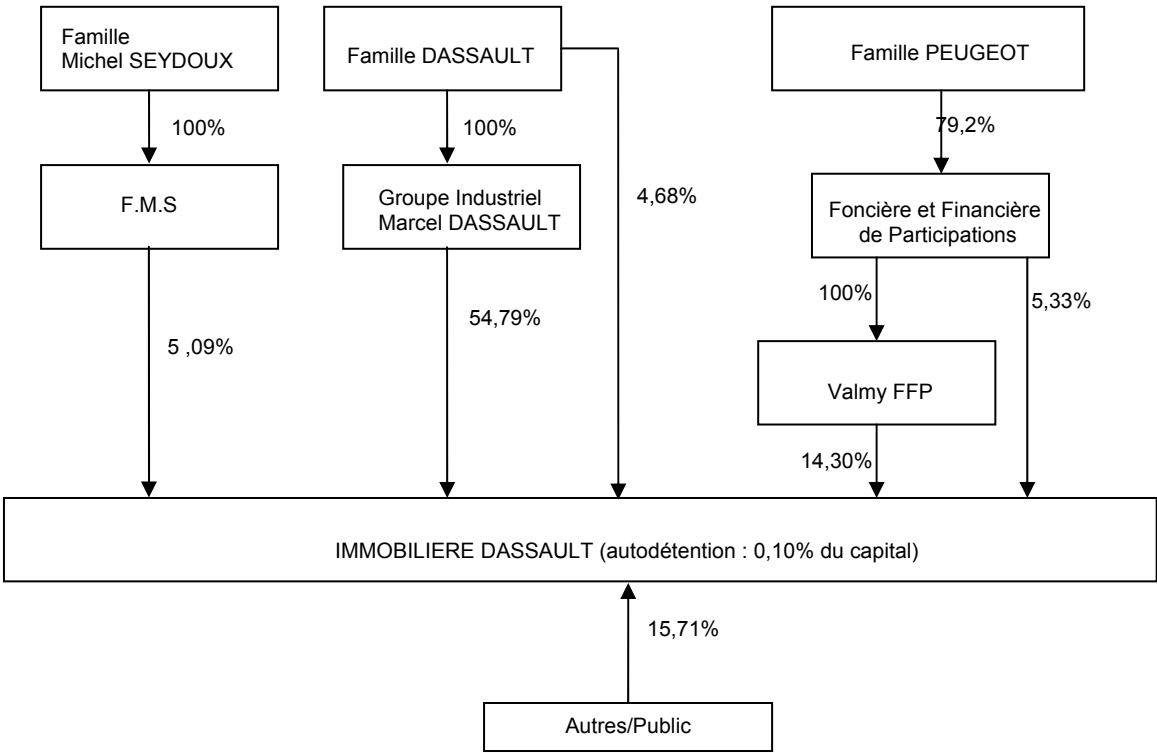 Famille
Michel SEYDOUX
Famille DASSAULT
Famille PEUGEOT
100%
100%
79,2%
F.M.S
Groupe Industriel
Marcel DASSAULT
4,68%
Foncière et Financière
de Participations
100%
5,33%
54,79%
5 ,09%
Valmy FFP
14,30%
IMMOBILIERE DASSAULT (autodétention : 0,10% du capital)
15,71%
Autres/Public